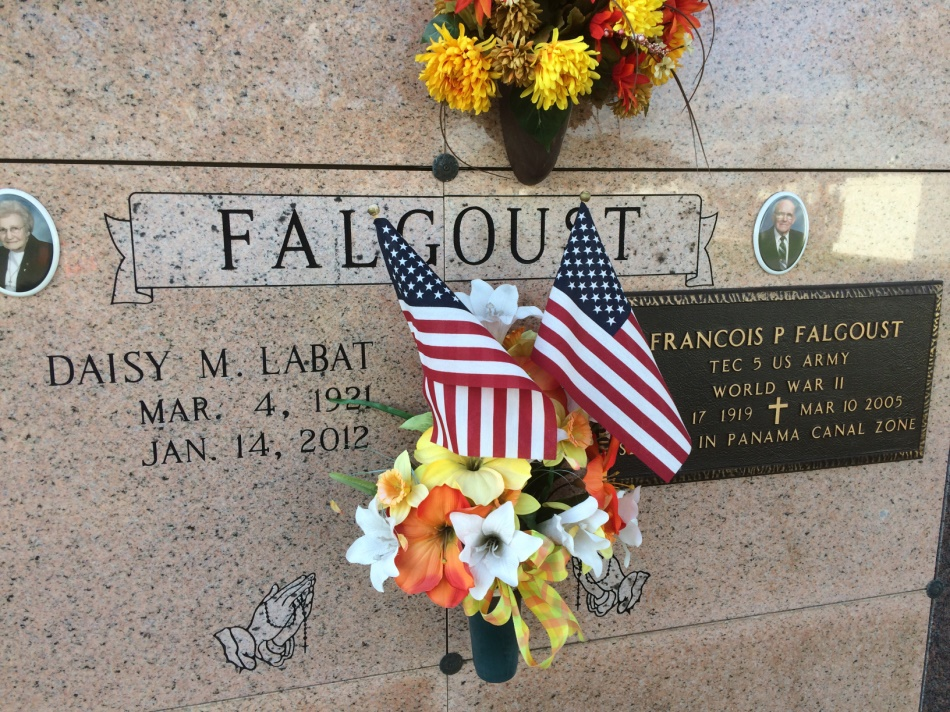 FALGOUST
DAISY M. LABAT
MAR. 4, 1921
JAN. 14, 2012
FRANCOIS P FALGOUST
TEC 5 US ARMY
WORLD WAR II
17 1919 ✝ MAR 10 2005
IN PANAMA CANAL ZONE